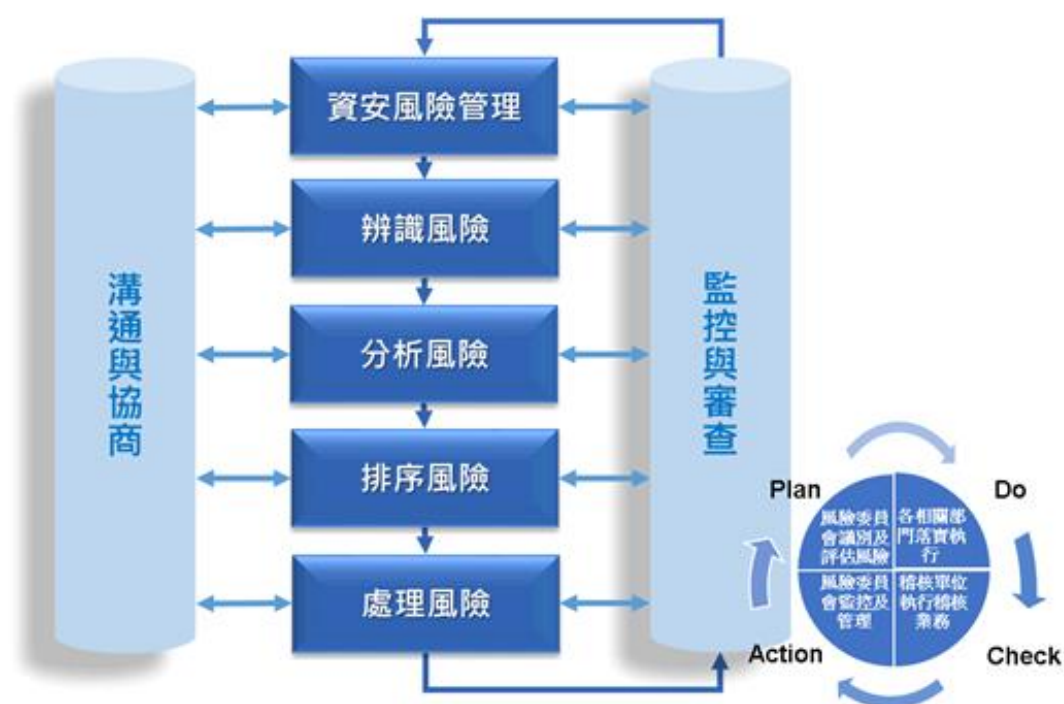 資安風險管理
辨識風險
分析風險
排序風險
處理風險
溝通與協商
監控與審查
Plan
Do
風險委員
會議別及
評估風險
各相關部
門落實執
行
風險委員
會監控及
管理
稽核單位
執行稽核
業務
Action
Check